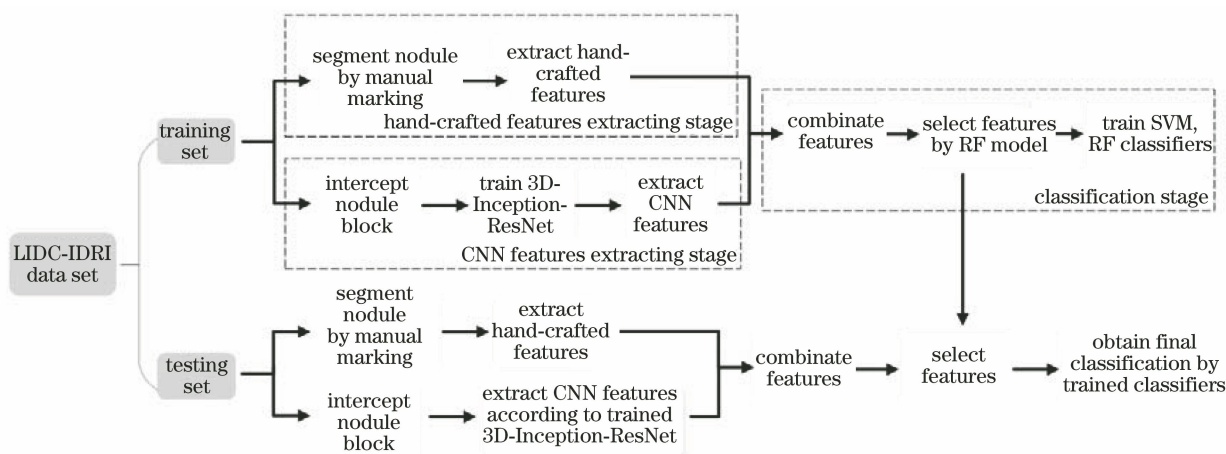 LIDC-IDRI
data set
training
set
segment nodule
by manual
marking
extract hand-
crafted
features
hand-crafted features extracting stage
intercept
nodule
block
train 3D-
Inception-
ResNet
extract
CNN
features
CNN features extracting stage
combinate
features
select features
by RF model
train SVM,
RF classifiers
classification stage
testing
set
segment
nodule
by manual
marking
extract
hand-crafted
features
intercept
nodule
block
extract CNN features
according to trained
3D-Inception-ResNet
combinate
features
select
features
obtain final
classification by
trained classifiers